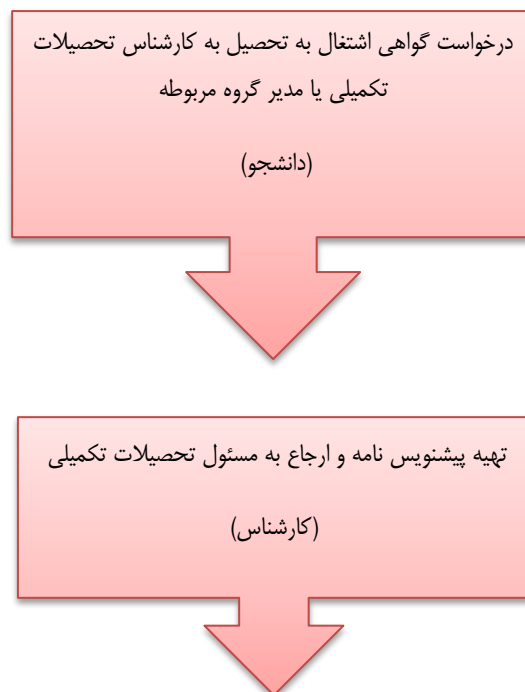 درخواست گواهی اشتغال به تحصیل به کارشناس تحصیلات
تکمیلی یا مدیر گروه مربوطه
(دانشجو)
تهیه پیشنویس نامه و ارجاع به مسئول تحصیلات تکمیلی
(کارشناس)